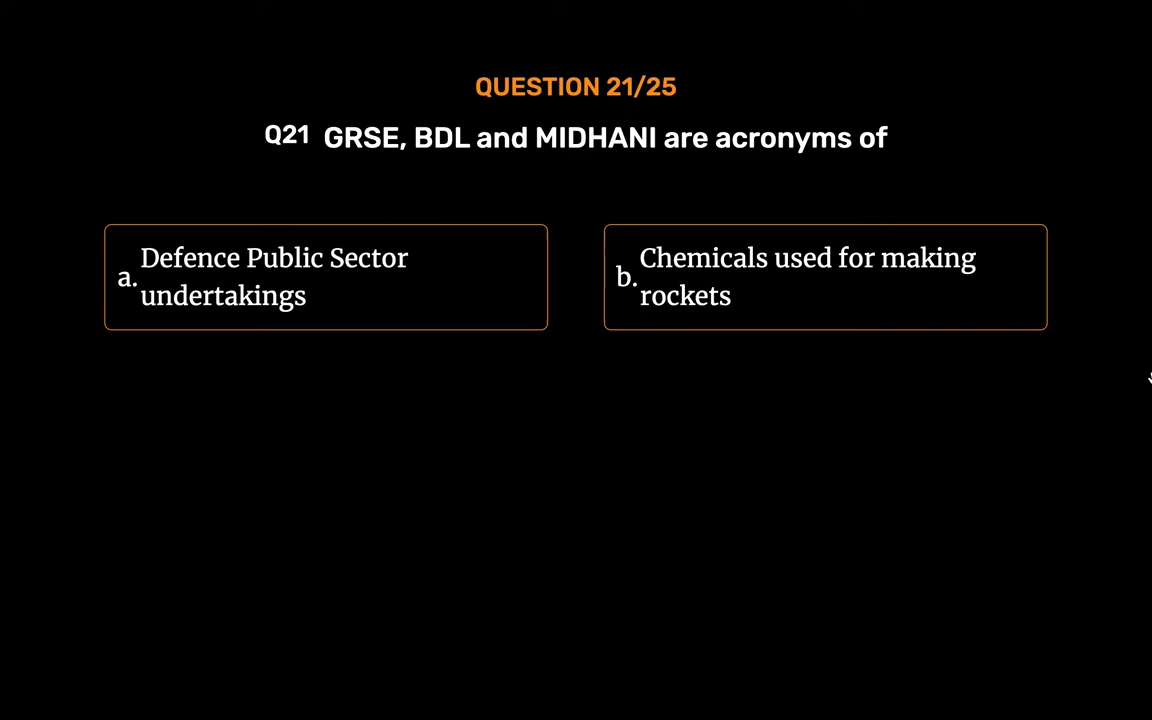 QUESTION 21/25
Q21 GRSE, BDL and MIDHANI are acronyms of
a. Defence Public Sector
undertakings
b. Chemicals used for making
rockets